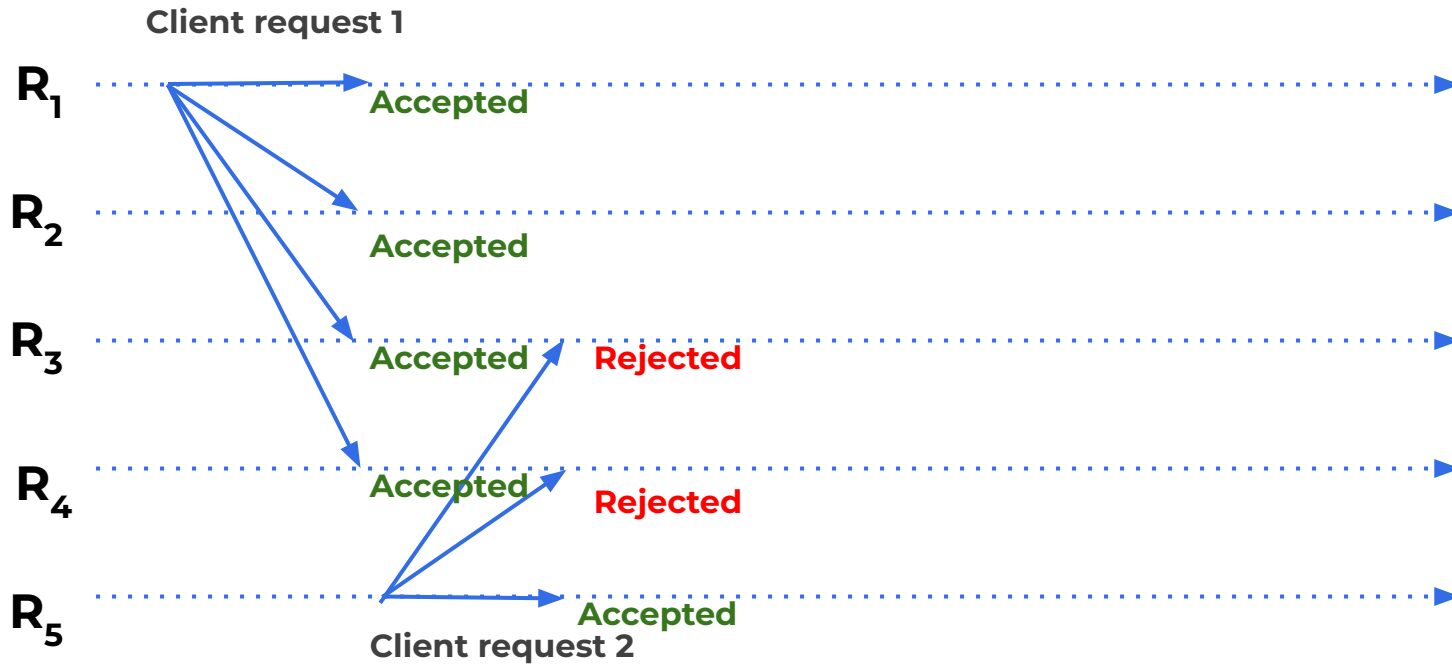 Client request 1
R1
Accepted
R2
Accepted
R3
Accepted Rejected
R4
Accepted
Rejected
R5
Accepted
Client request 2